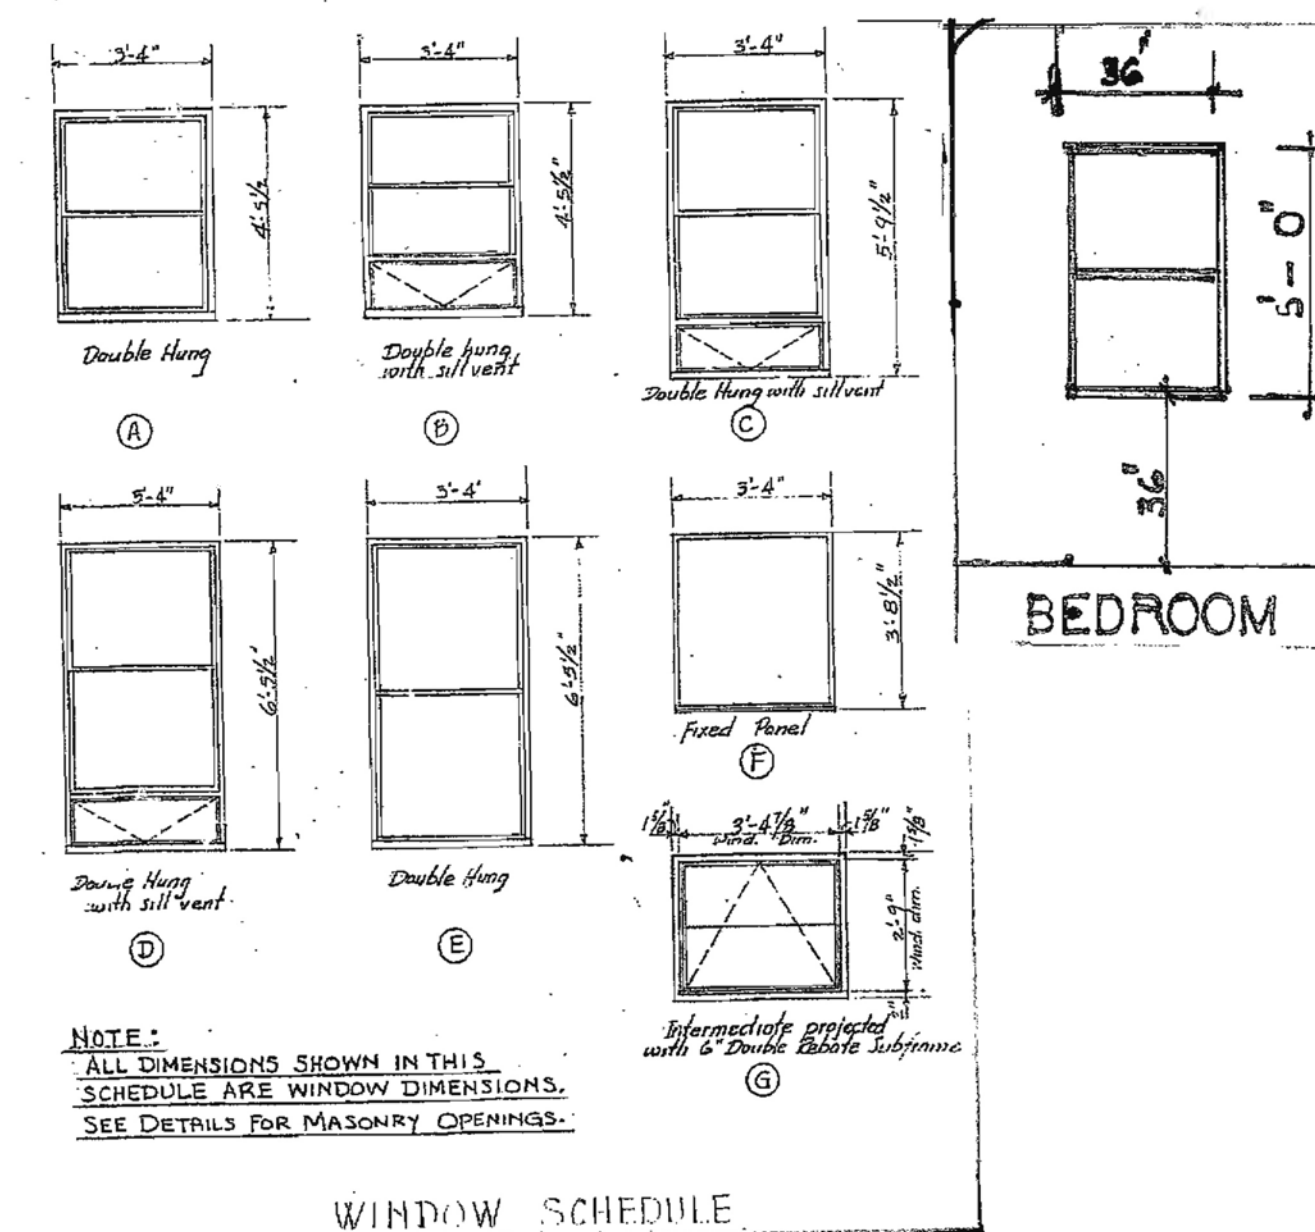 3'-4"
4'-5½"
Double Hung
A
3'-4"
4'-5½"
Double hung
with sill vent
B
3'-4"
5'-9½"
Double Hung with sill vent
C
36"
5'-0"
36"
BEDROOM
5'-4"
6'-5½"
Double Hung
with sill vent
D
3'-4'
6'-5½"
Double Hung
E
3'-4"
3'-8½"
Fixed Panel
F
1⅝"
3'-4⅞"
1⅝"
Wind. Dim.
1⅝"
2'-9"
Wind. dim.
2"
Intermediate projected
with 6" Double Rebate Subframe
G
NOTE:
ALL DIMENSIONS SHOWN IN THIS
SCHEDULE ARE WINDOW DIMENSIONS.
SEE DETAILS FOR MASONRY OPENINGS.
WINDOW SCHEDULE